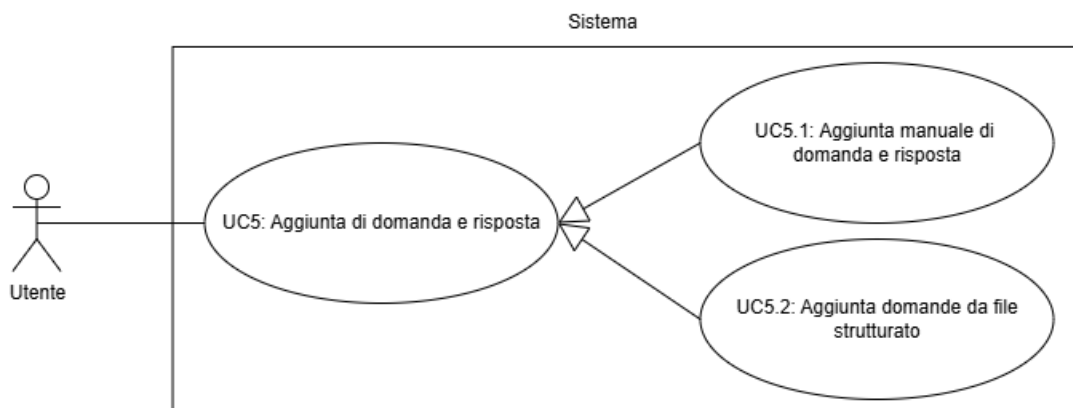 Sistema
UC5.1: Aggiunta manuale di
domanda e risposta
UC5: Aggiunta di domanda e risposta
Utente
UC5.2: Aggiunta domande da file
strutturato